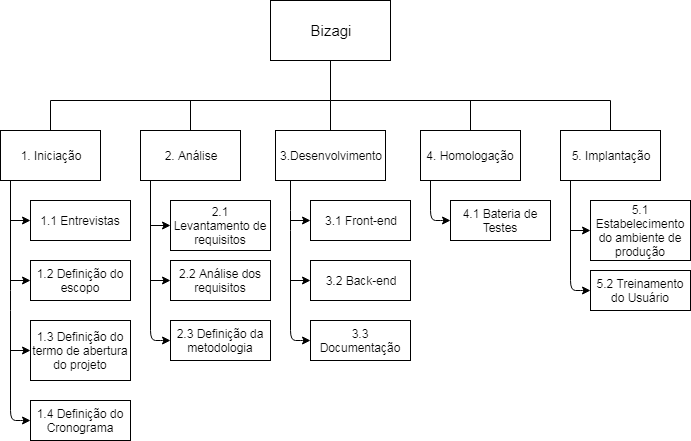 Bizagi
1. Iniciação
2. Análise
3.Desenvolvimento
4. Homologação
5. Implantação
1.1 Entrevistas
1.2 Definição do
escopo
1.3 Definição do
termo de abertura
do projeto
1.4 Definição do
Cronograma
2.1
Levantamento de
requisitos
2.2 Análise dos
requisitos
2.3 Definição da
metodologia
3.1 Front-end
3.2 Back-end
3.3
Documentação
4.1 Bateria de
Testes
5.1
Estabelecimento
do ambiente de
produção
5.2 Treinamento
do Usuário